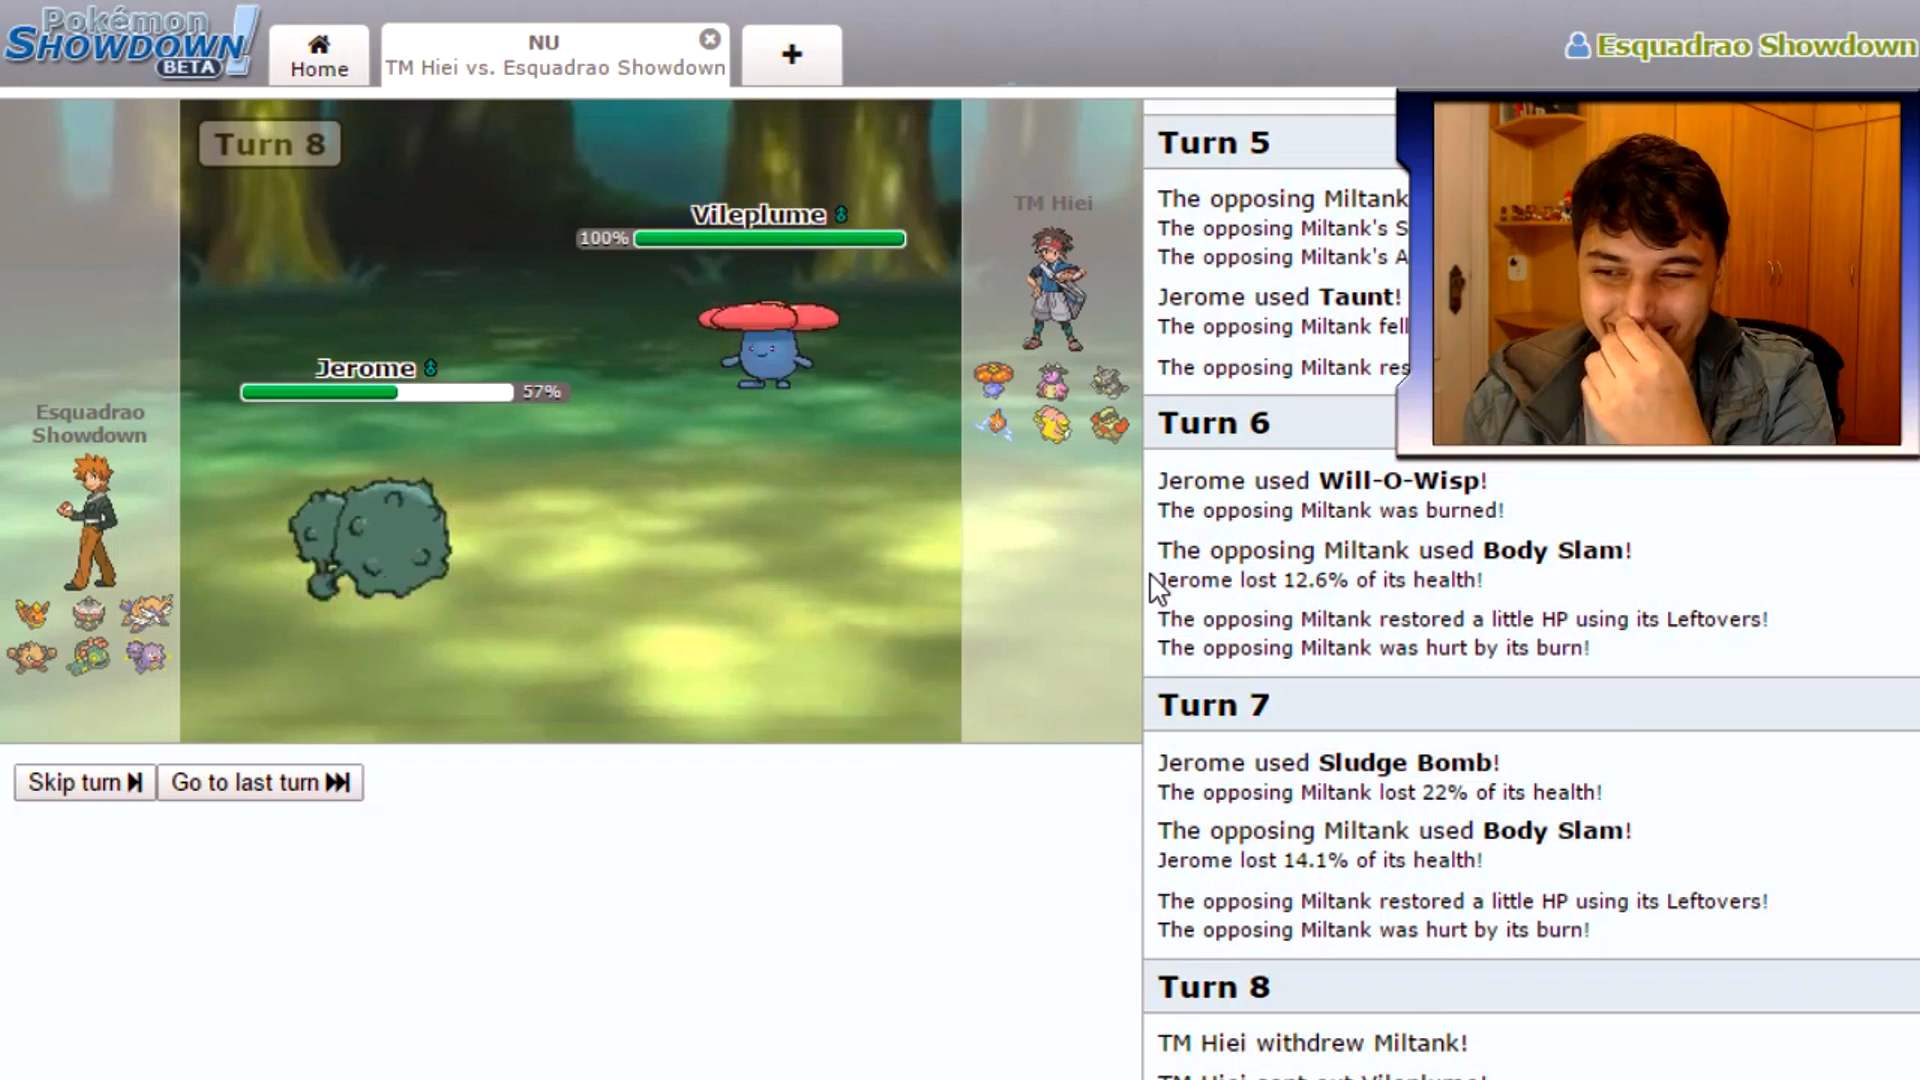 Pokémon
SHOWDOWN!
BETA
Home
NU
TM Hiei vs. Esquadrao Showdown
+
Esquadrao Showdown
Turn 8
Vileplume
100%
Jerome
57%
Esquadrao
Showdown
TM Hiei
Skip turn
Go to last turn
Turn 5
The opposing Miltank
The opposing Miltank's S
The opposing Miltank's A
Jerome used Taunt!
The opposing Miltank fell
The opposing Miltank res
Turn 6
Jerome used Will-O-Wisp!
The opposing Miltank was burned!
The opposing Miltank used Body Slam!
Jerome lost 12.6% of its health!
The opposing Miltank restored a little HP using its Leftovers!
The opposing Miltank was hurt by its burn!
Turn 7
Jerome used Sludge Bomb!
The opposing Miltank lost 22% of its health!
The opposing Miltank used Body Slam!
Jerome lost 14.1% of its health!
The opposing Miltank restored a little HP using its Leftovers!
The opposing Miltank was hurt by its burn!
Turn 8
TM Hiei withdrew Miltank!
TM Hiei sent out Vileplume!